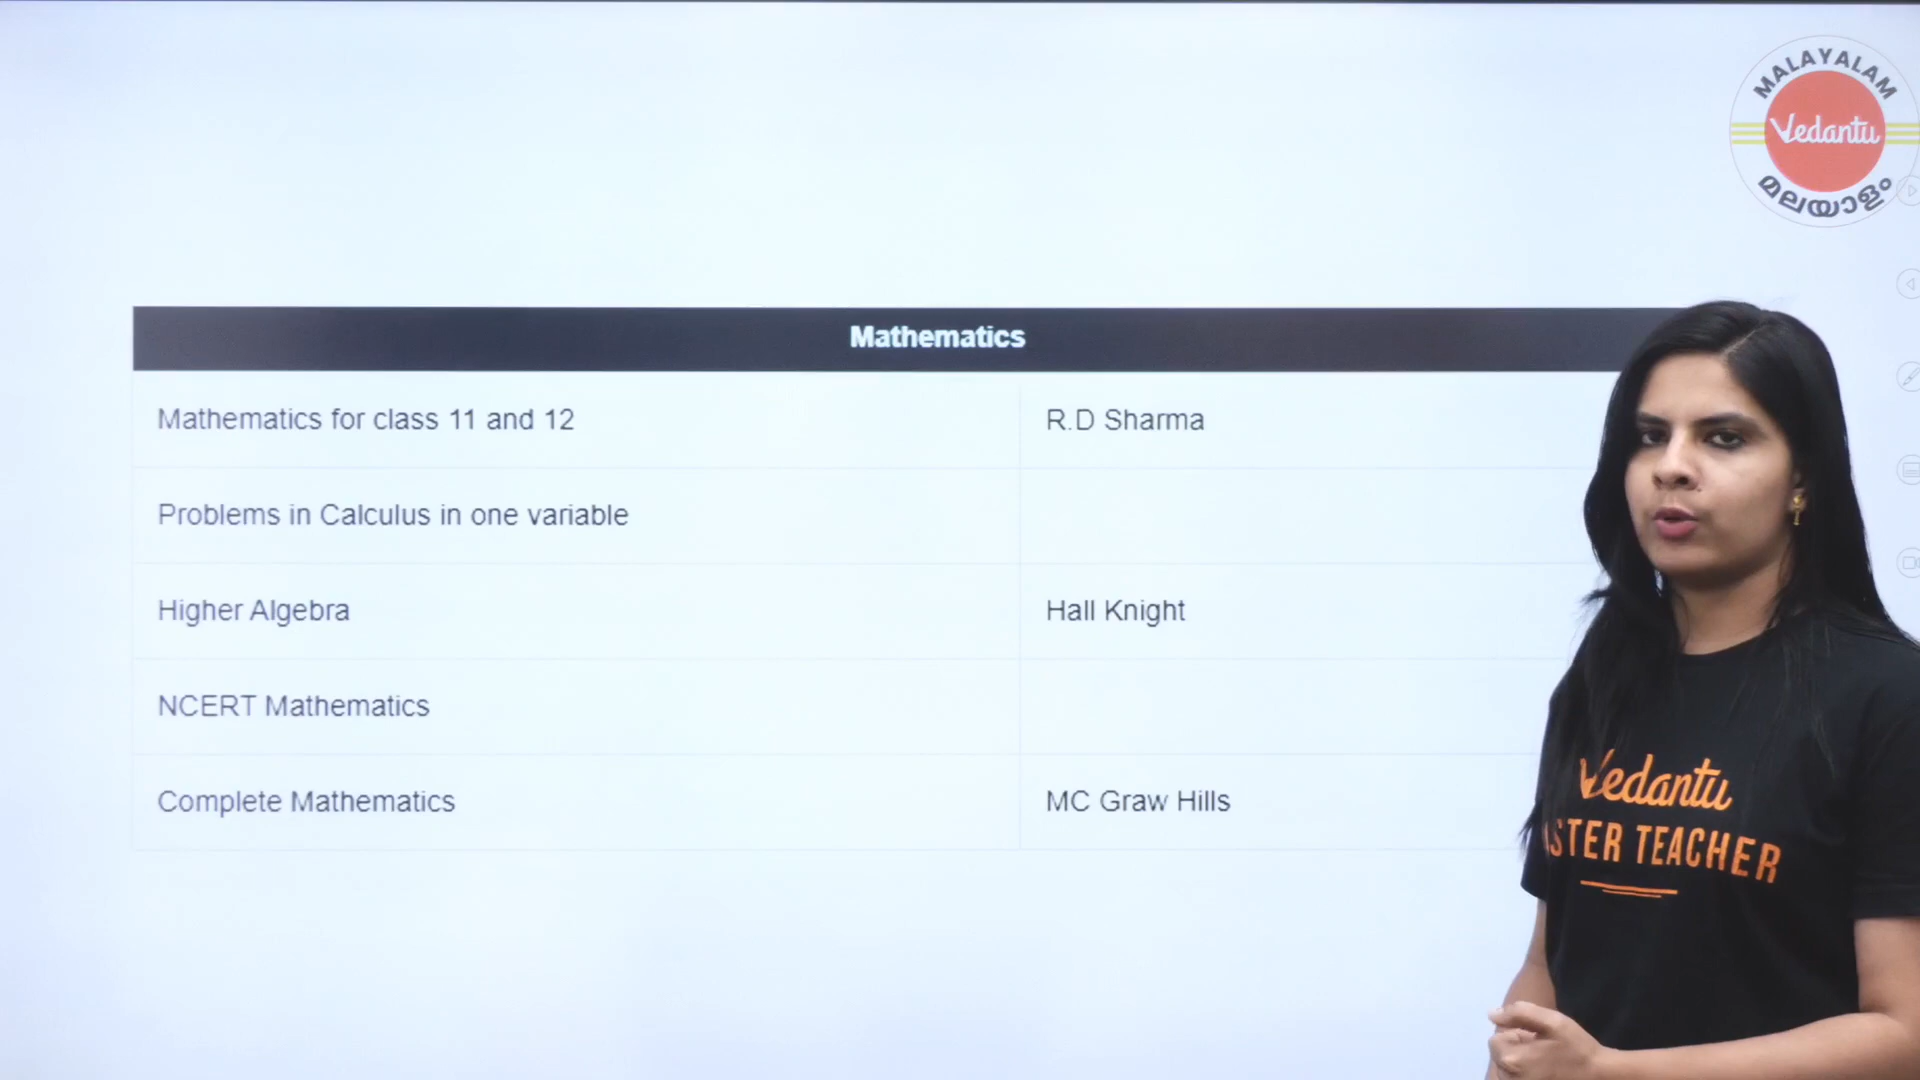 MALAYALAM
Vedantu
മലയാളം
Mathematics
Mathematics for class 11 and 12 R.D Sharma
Problems in Calculus in one variable
Higher Algebra Hall Knight
NCERT Mathematics
Complete Mathematics MC Graw Hills
Vedantu
STER TEACHER